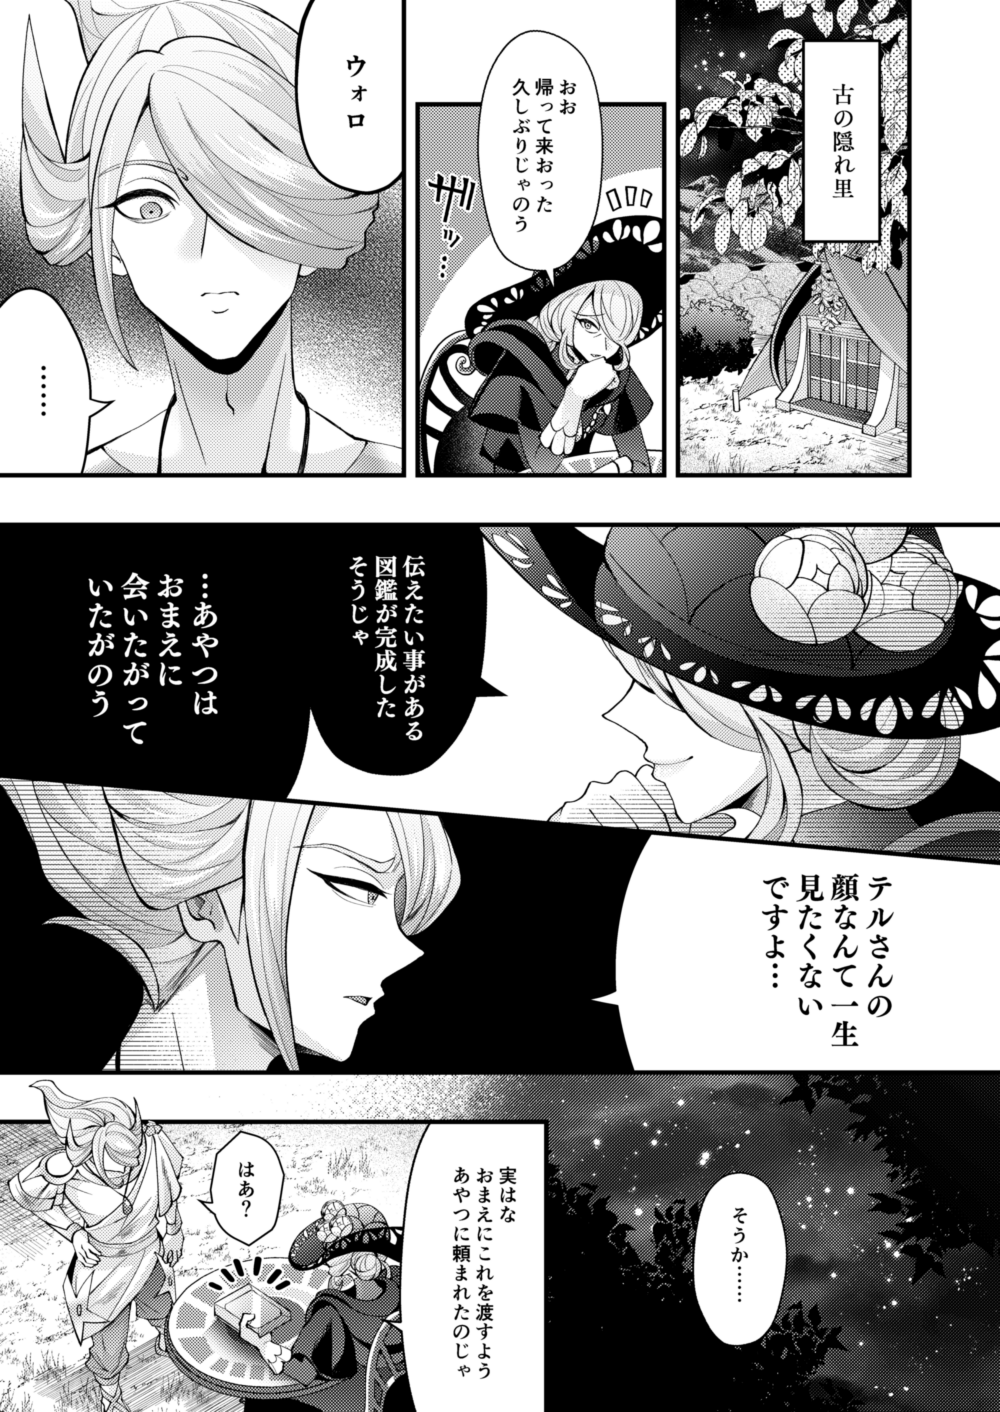 古の隠れ里
おお
帰って来おった
久しぶりじゃのう
ザッ…
ウォロ
……
伝えたい事がある
図鑑が完成した
そうじゃ
…あやつは
おまえに
会いたがって
いたがのう
テルさんの
顔なんて一生
見たくない
ですよ…
そうか……
実はな
おまえにこれを渡すよう
あやつに頼まれたのじゃ
はあ？